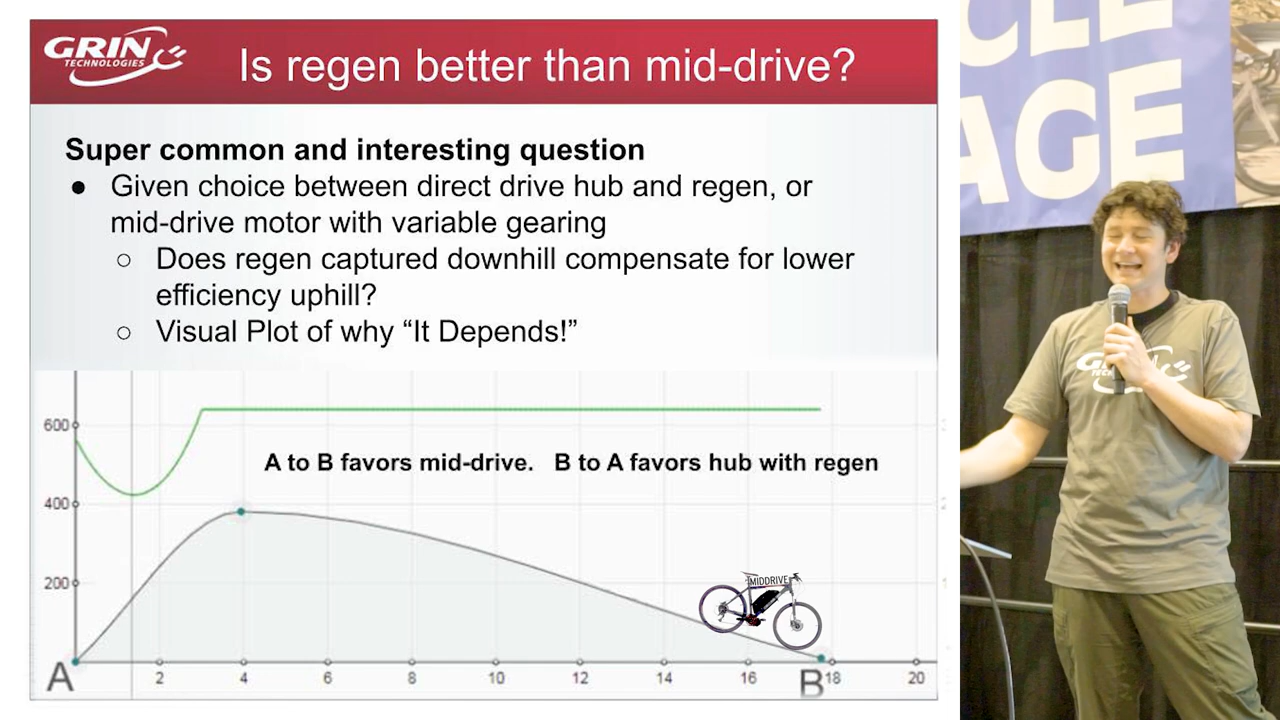 GRIN
TECHNOLOGIES
Is regen better than mid-drive?
Super common and interesting question
● Given choice between direct drive hub and regen, or
mid-drive motor with variable gearing
○ Does regen captured downhill compensate for lower
efficiency uphill?
○ Visual Plot of why “It Depends!”
600
A to B favors mid-drive. B to A favors hub with regen
400
200
MIDDRIVE
A
2
4
6
8
10
12
14
16
B
18
20
CLE
AGE
GRIN